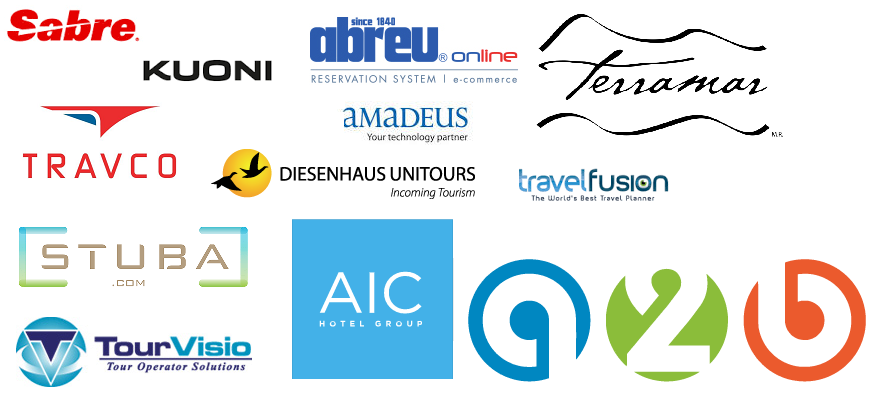 Sabre®
KUONI
since 1840
abreu® online
RESERVATION SYSTEM | e-commerce
Terramar
M.R.
amadeus
Your technology partner
TRAVCO
DIESENHAUS UNITOURS
Incoming Tourism
travelfusion
The World's Best Travel Planner
STUBA
.COM
AIC
HOTEL GROUP
a2b
TourVisio
Tour Operator Solutions